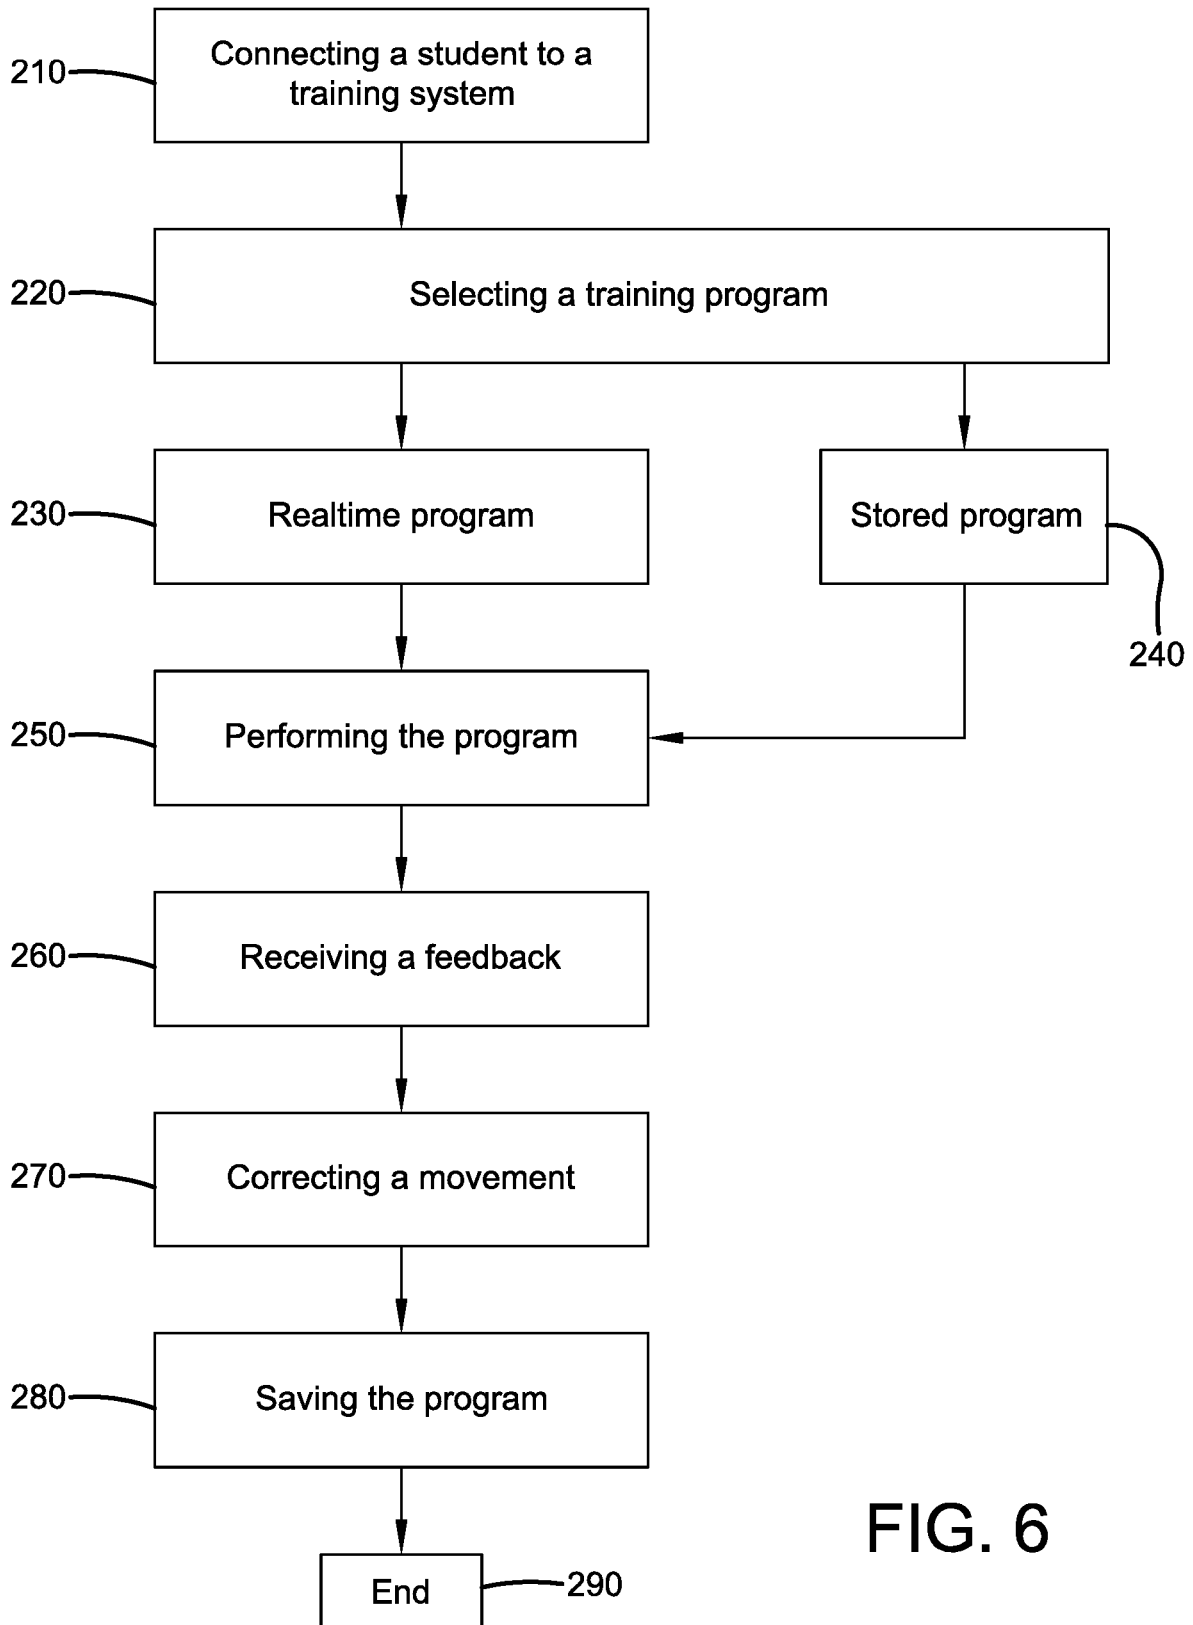 210
Connecting a student to a
training system
220
Selecting a training program
230
Realtime program
Stored program
240
250
Performing the program
260
Receiving a feedback
270
Correcting a movement
280
Saving the program
FIG. 6
End
290